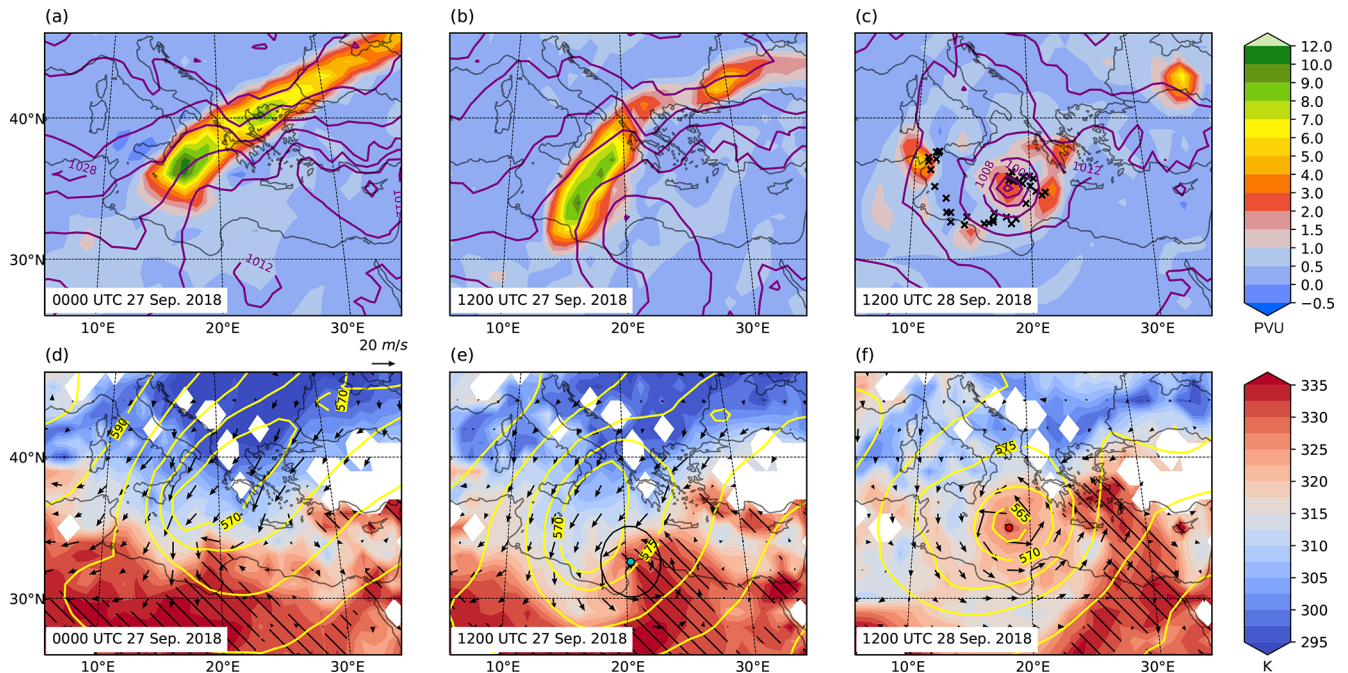 (a)
(b)
(c)
40°N
30°N
1028
1012
1012
0000 UTC 27 Sep. 2018
1200 UTC 27 Sep. 2018
1008
1012
1200 UTC 28 Sep. 2018
10°E
20°E
30°E
10°E
20°E
30°E
10°E
20°E
30°E
12.0
10.0
9.0
8.0
7.0
6.0
5.0
4.0
3.0
2.0
1.5
1.0
0.5
0.0
−0.5
PVU
20 m/s
(d)
(e)
(f)
40°N
30°N
590
570
570
0000 UTC 27 Sep. 2018
570
575
1200 UTC 27 Sep. 2018
575
565
570
1200 UTC 28 Sep. 2018
10°E
20°E
30°E
10°E
20°E
30°E
10°E
20°E
30°E
335
330
325
320
315
310
305
300
295
K